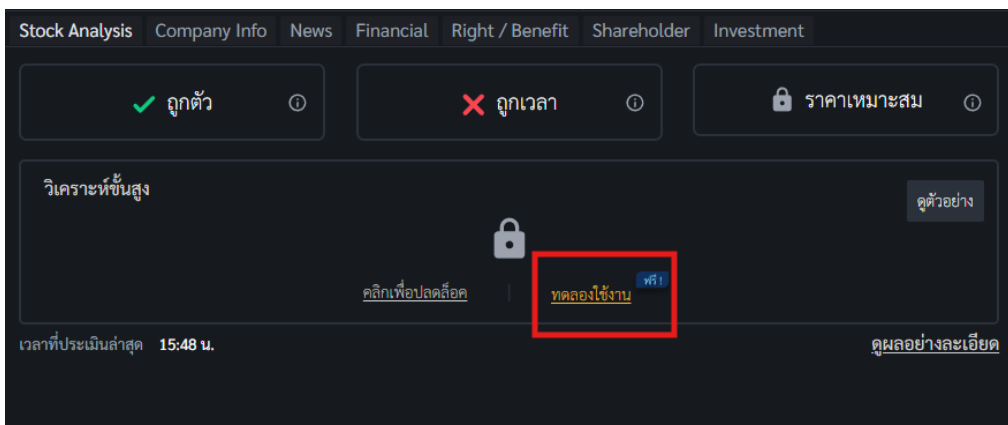 Stock Analysis Company Info News Financial Right / Benefit Shareholder Investment
ถูกตัว ถูกเวลา ราคาเหมาะสม
วิเคราะห์ขั้นสูง
ดูตัวอย่าง
ฟรี !
คลิกเพื่อปลดล็อค ทดลองใช้งาน
เวลาที่ประเมินล่าสุด 15:48 น. ดูผลอย่างละเอียด